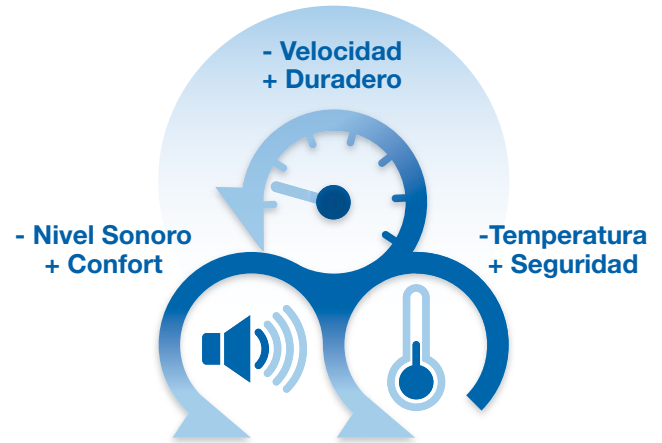 - Velocidad
+ Duradero
- Nivel Sonoro
+ Confort
-Temperatura
+ Seguridad